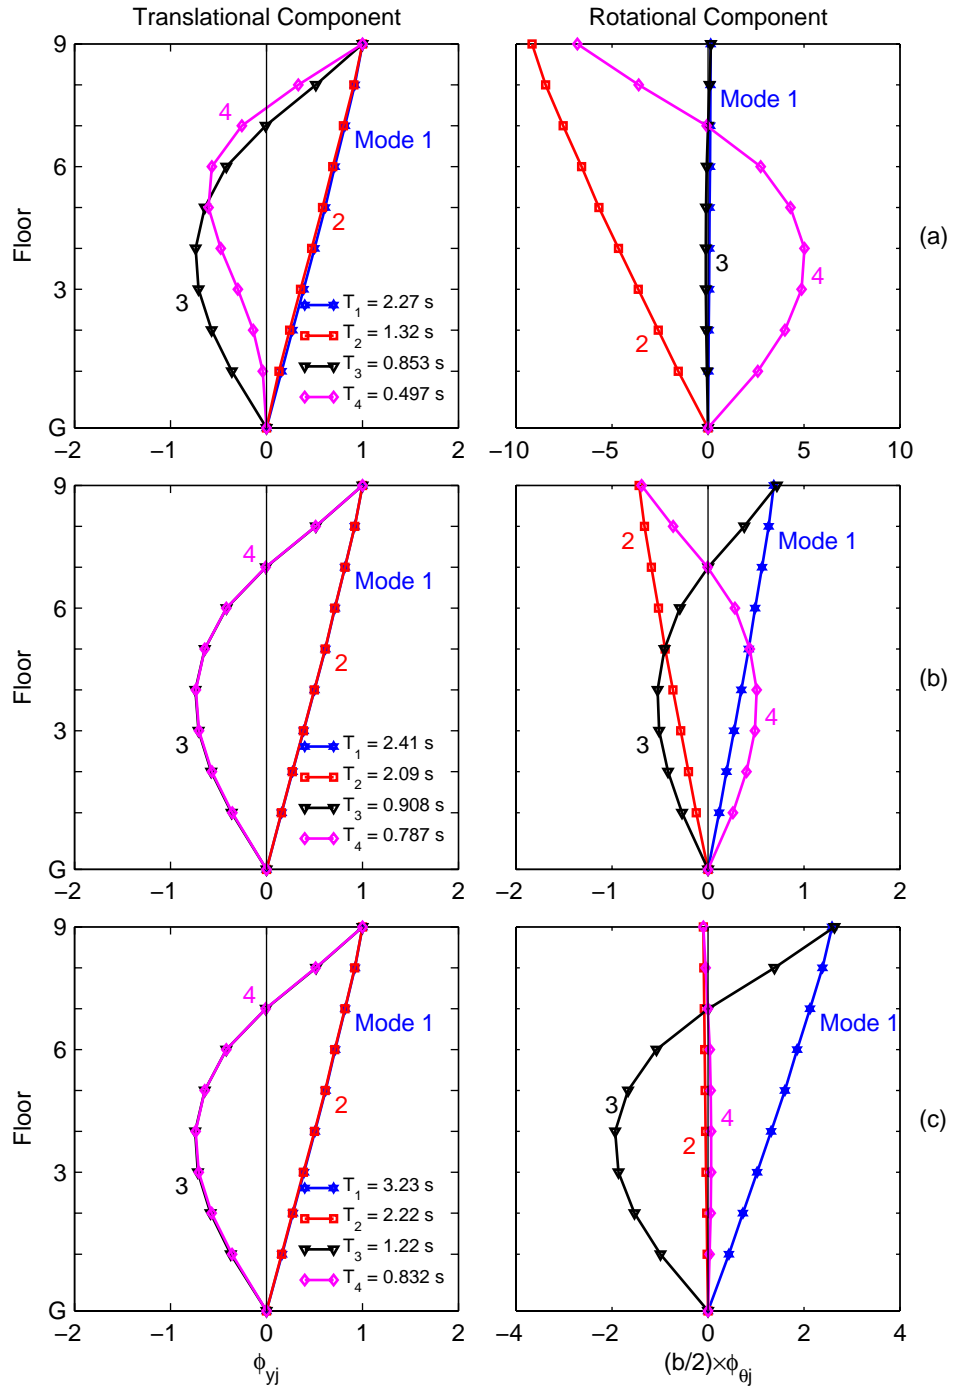 Translational Component
Rotational Component
9
6
3
G
Floor
−2 −1 0 1 2
4
Mode 1
2
3
T1 = 2.27 s
T2 = 1.32 s
T3 = 0.853 s
T4 = 0.497 s
−10 −5 0 5 10
Mode 1
3
4
2
(a)
9
6
3
G
Floor
−2 −1 0 1 2
4
Mode 1
2
3
T1 = 2.41 s
T2 = 2.09 s
T3 = 0.908 s
T4 = 0.787 s
−2 −1 0 1 2
2
Mode 1
4
3
(b)
9
6
3
G
Floor
−2 −1 0 1 2
ϕyj
4
Mode 1
2
3
T1 = 3.23 s
T2 = 2.22 s
T3 = 1.22 s
T4 = 0.832 s
−4 −2 0 2 4
(b/2)×ϕθj
Mode 1
3
4
2
(c)